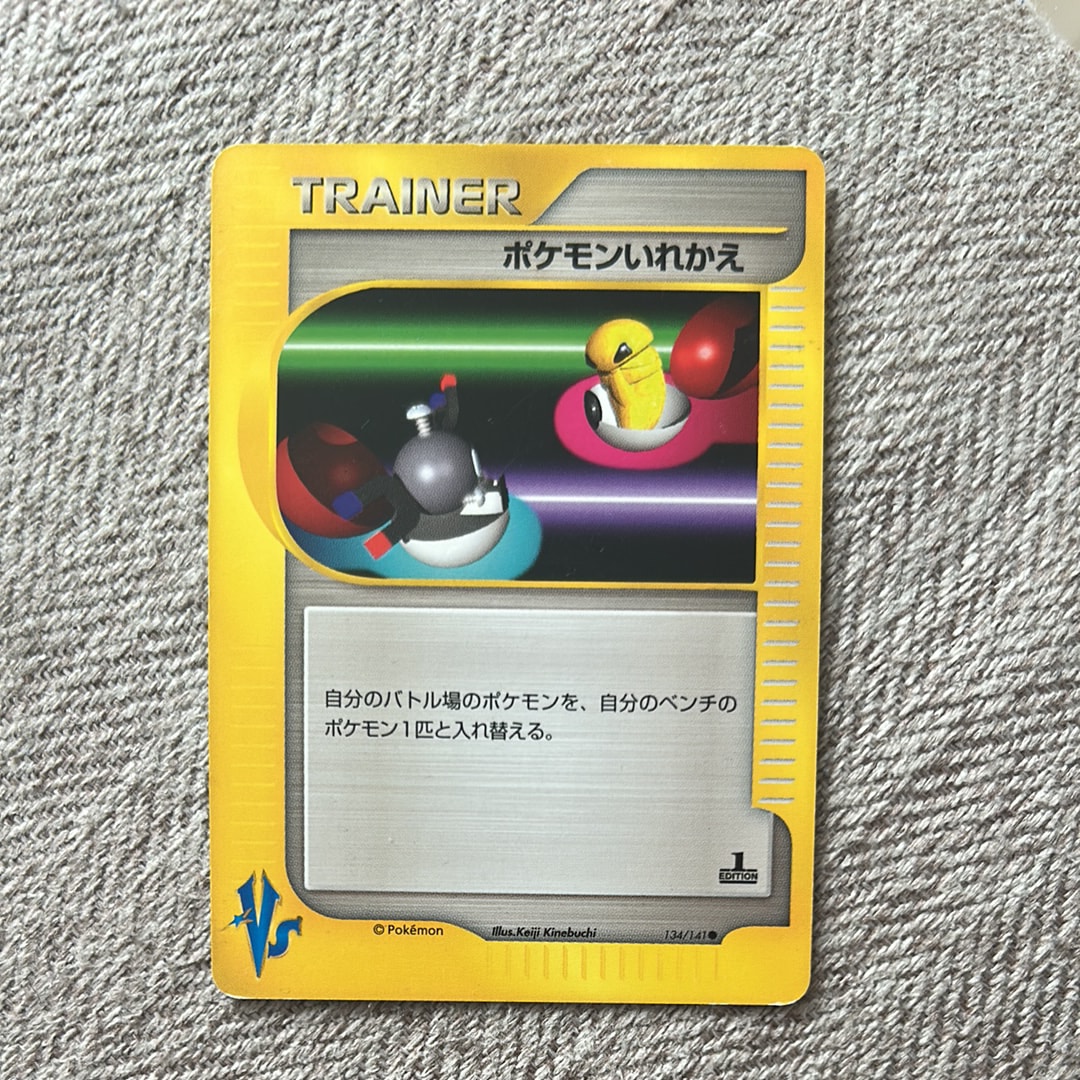 TRAINER
ポケモンいれかえ
自分のバトル場のポケモンを、自分のベンチの
ポケモン1匹と入れ替える。
1
EDITION
VS
© Pokémon
Illus.Keiji Kinebuchi
134/141●